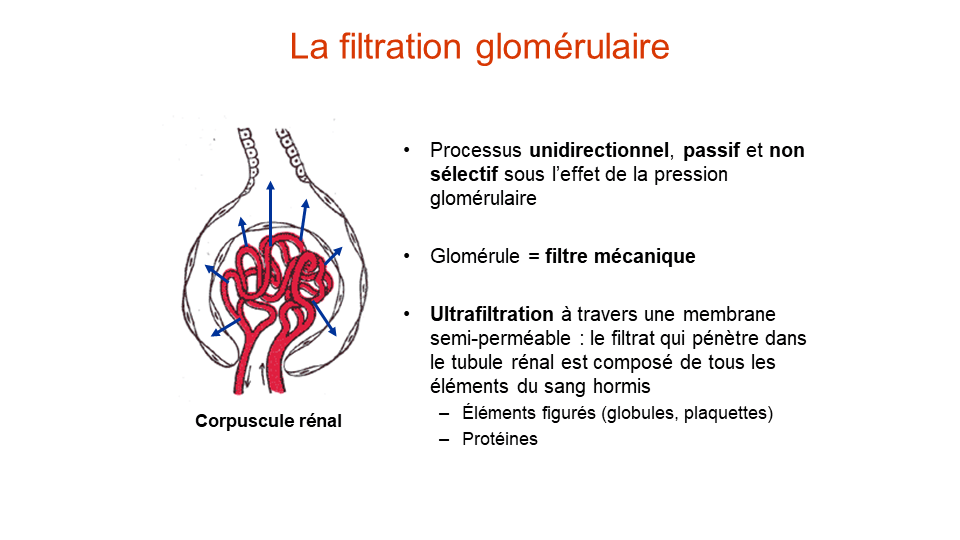 La filtration glomérulaire
• Processus unidirectionnel, passif et non
sélectif sous l’effet de la pression
glomérulaire
• Glomérule = filtre mécanique
• Ultrafiltration à travers une membrane
semi-perméable : le filtrat qui pénètre dans
le tubule rénal est composé de tous les
éléments du sang hormis
– Éléments figurés (globules, plaquettes)
– Protéines
Corpuscule rénal